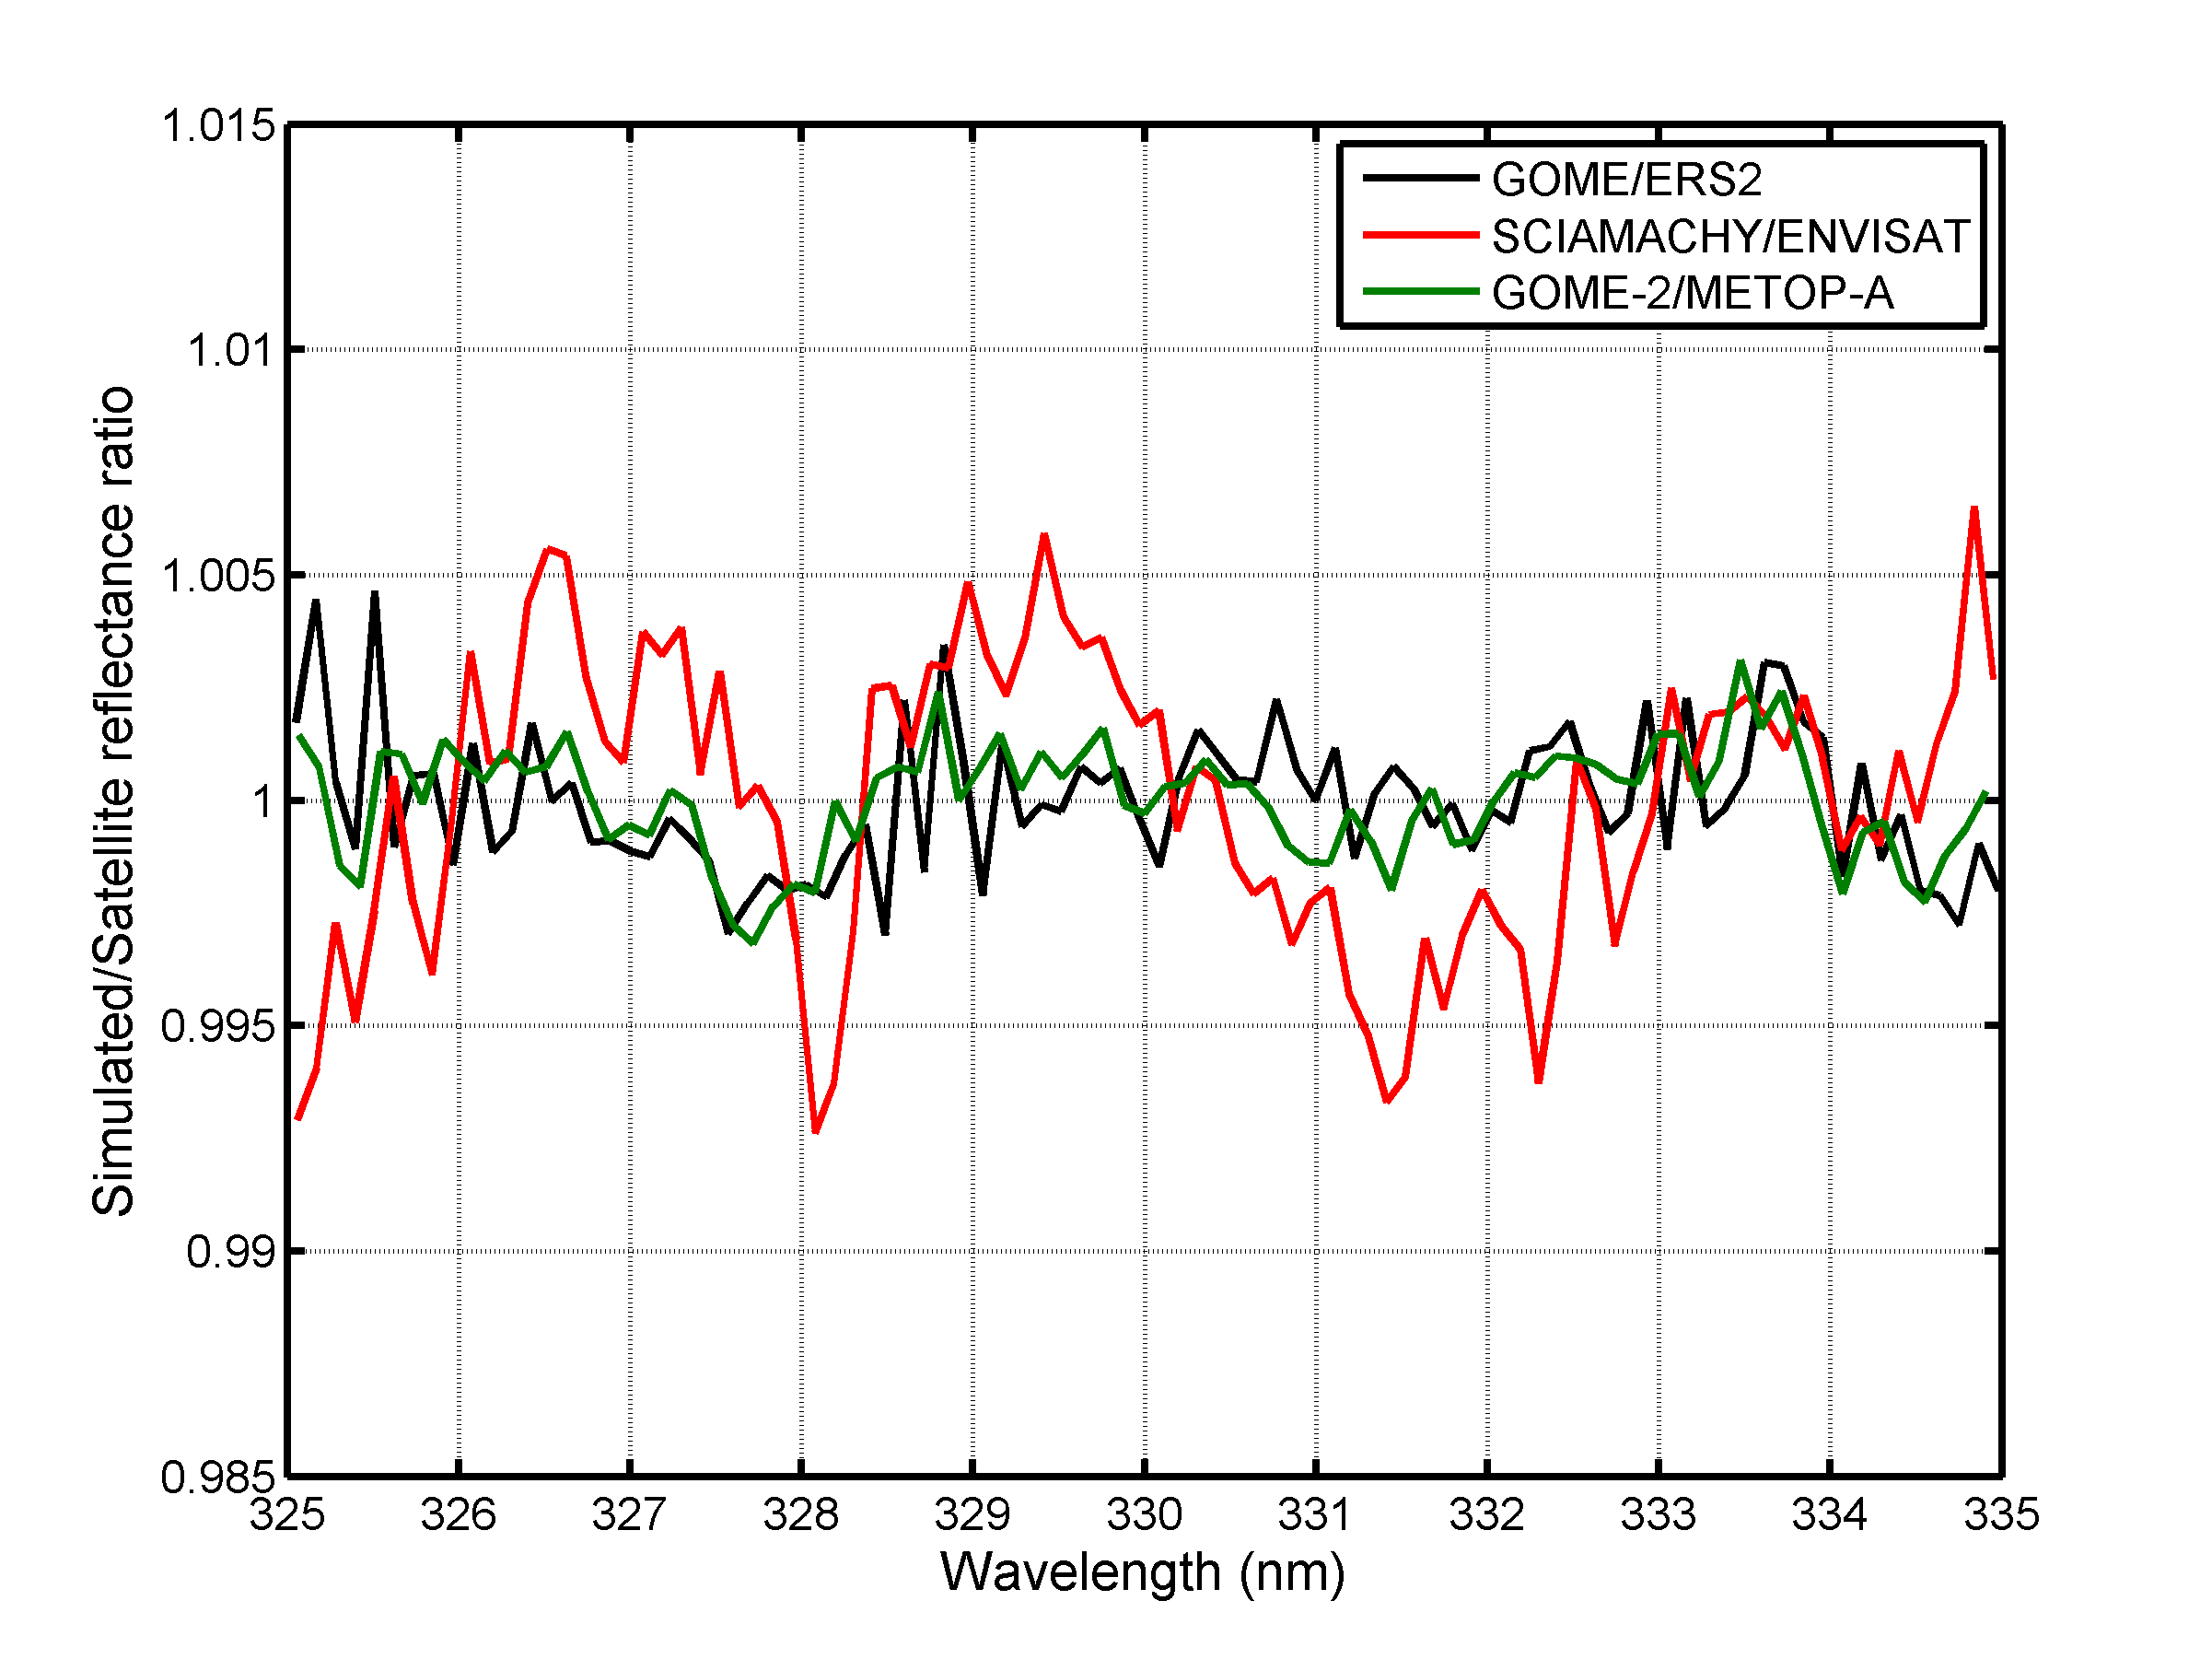 1.015
1.01
1.005
1
0.995
0.99
0.985
325 326 327 328 329 330 331 332 333 334 335
Wavelength (nm)
Simulated/Satellite reflectance ratio
GOME/ERS2
SCIAMACHY/ENVISAT
GOME-2/METOP-A